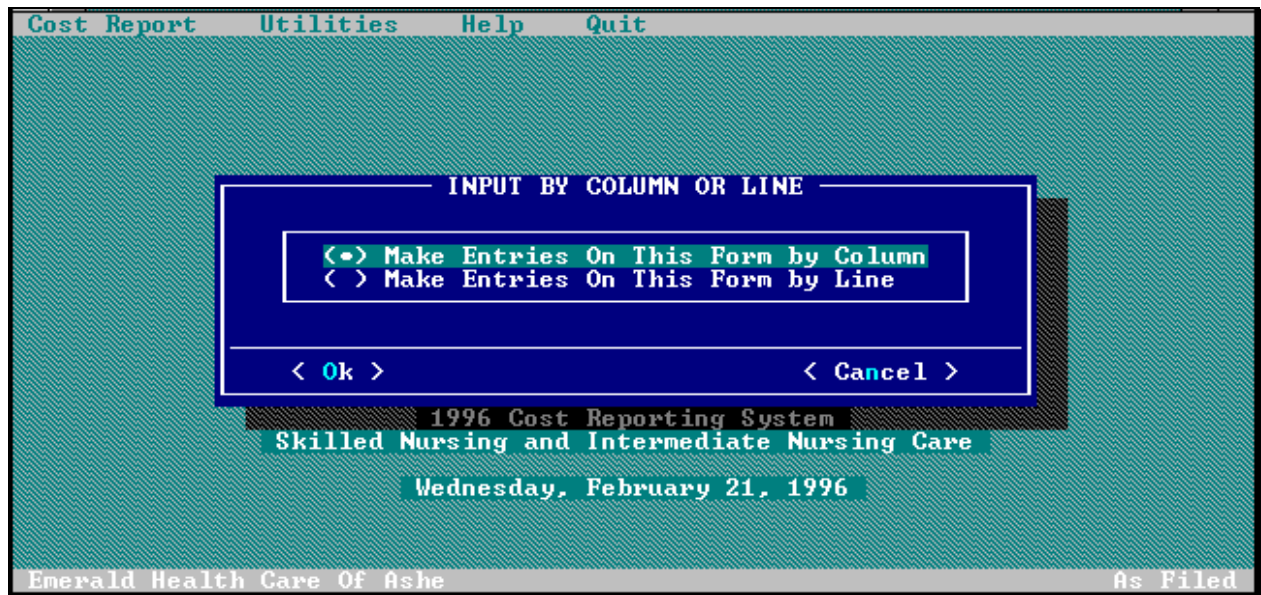 Cost Report Utilities Help Quit
INPUT BY COLUMN OR LINE
(•) Make Entries On This Form by Column
( ) Make Entries On This Form by Line
< Ok > < Cancel >
1996 Cost Reporting System
Skilled Nursing and Intermediate Nursing Care
Wednesday, February 21, 1996
Emerald Health Care Of Ashe As Filed